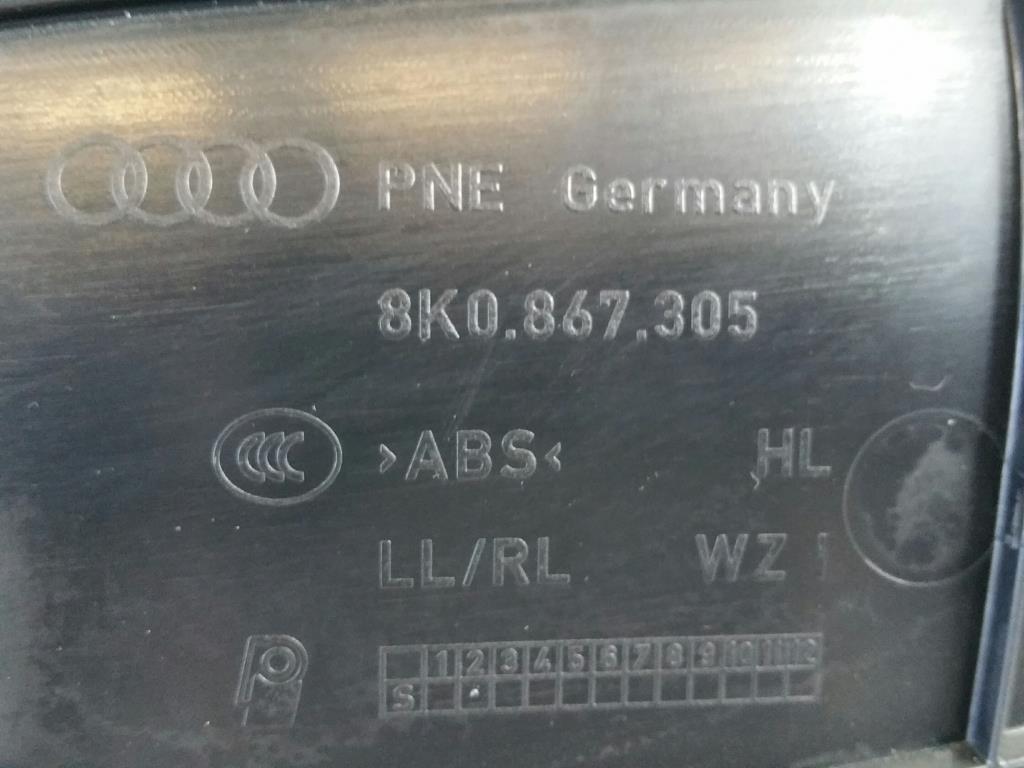 PNE Germany
8K0.867.305
CCC >ABS< HL
LL/RL WZ
1 2 3 4 5 6 7 8 9 10 11 12
S